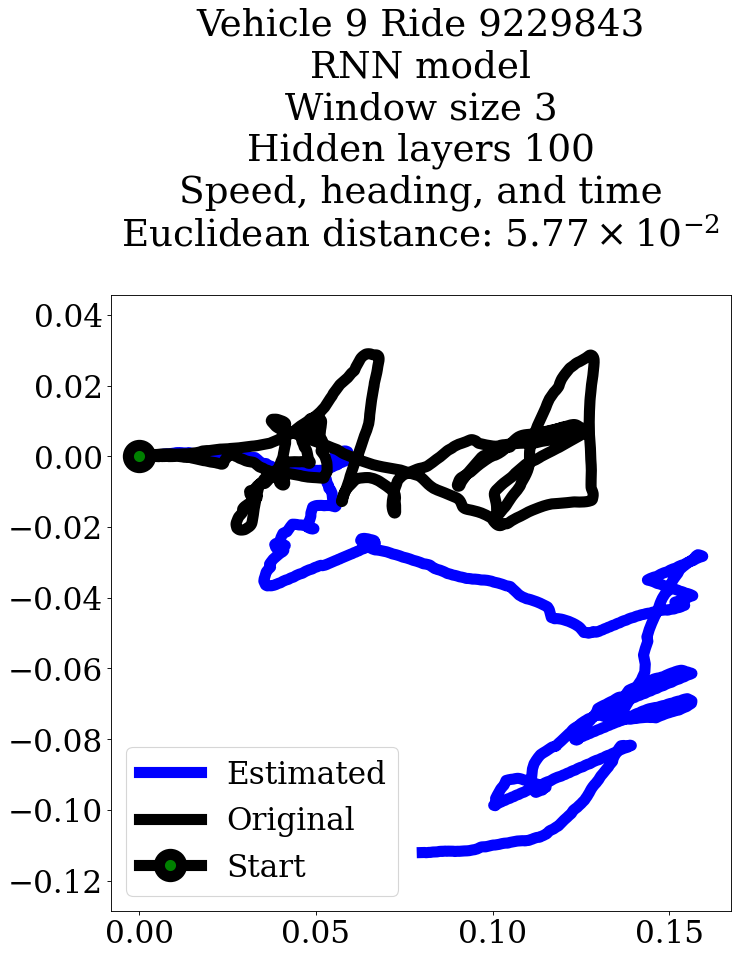 Vehicle 9 Ride 9229843
RNN model
Window size 3
Hidden layers 100
Speed, heading, and time
Euclidean distance: 5.77 × 10⁻²
0.04
0.02
0.00
−0.02
−0.04
−0.06
−0.08
−0.10
−0.12
Estimated
Original
Start
0.00 0.05 0.10 0.15